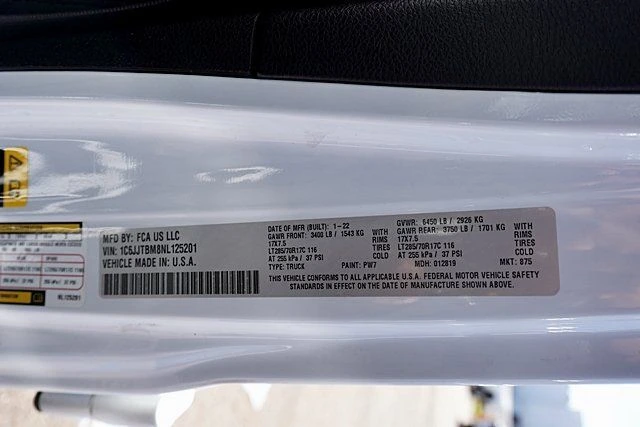 MFD BY: FCA US LLC
VIN: 1C6JJTBM8NL125201
VEHICLE MADE IN: U.S.A.
DATE OF MFR (BUILT): 1-22
GAWR FRONT: 3400 LB / 1543 KG WITH
17X7.5 RIMS
LT285/70R17C 116 TIRES
AT 255 kPa / 37 PSI COLD
TYPE: TRUCK PAINT: PW7
GVWR: 6450 LB / 2926 KG
GAWR REAR: 3750 LB / 1701 KG WITH
17X7.5 RIMS
LT285/70R17C 116 TIRES
AT 255 kPa / 37 PSI COLD
MDH: 012819 MKT: 875
THIS VEHICLE CONFORMS TO ALL APPLICABLE U.S.A. FEDERAL MOTOR VEHICLE SAFETY
STANDARDS IN EFFECT ON THE DATE OF MANUFACTURE SHOWN ABOVE.
NL125201